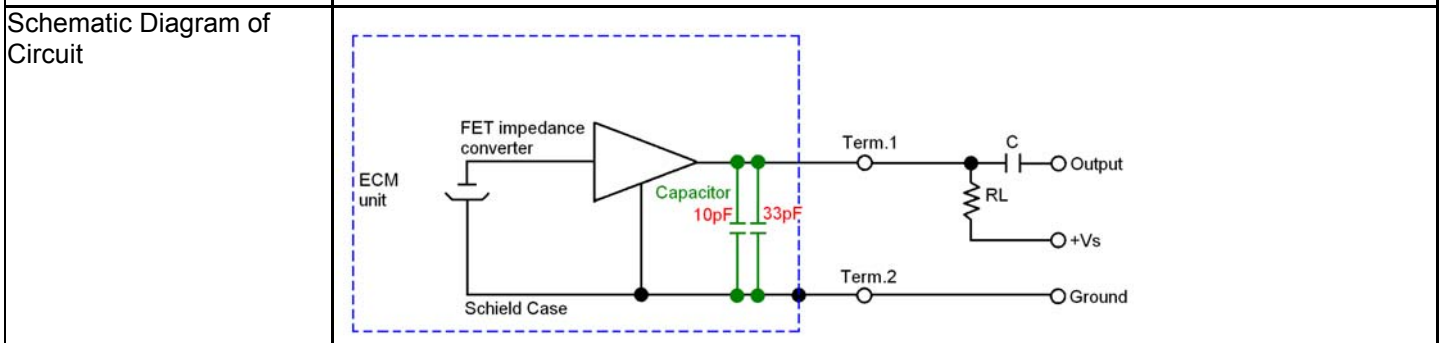 Schematic Diagram of
Circuit
FET impedance
converter
ECM
unit
Capacitor
10pF
33pF
Schield Case
Term.1
C
Output
RL
+Vs
Term.2
Ground